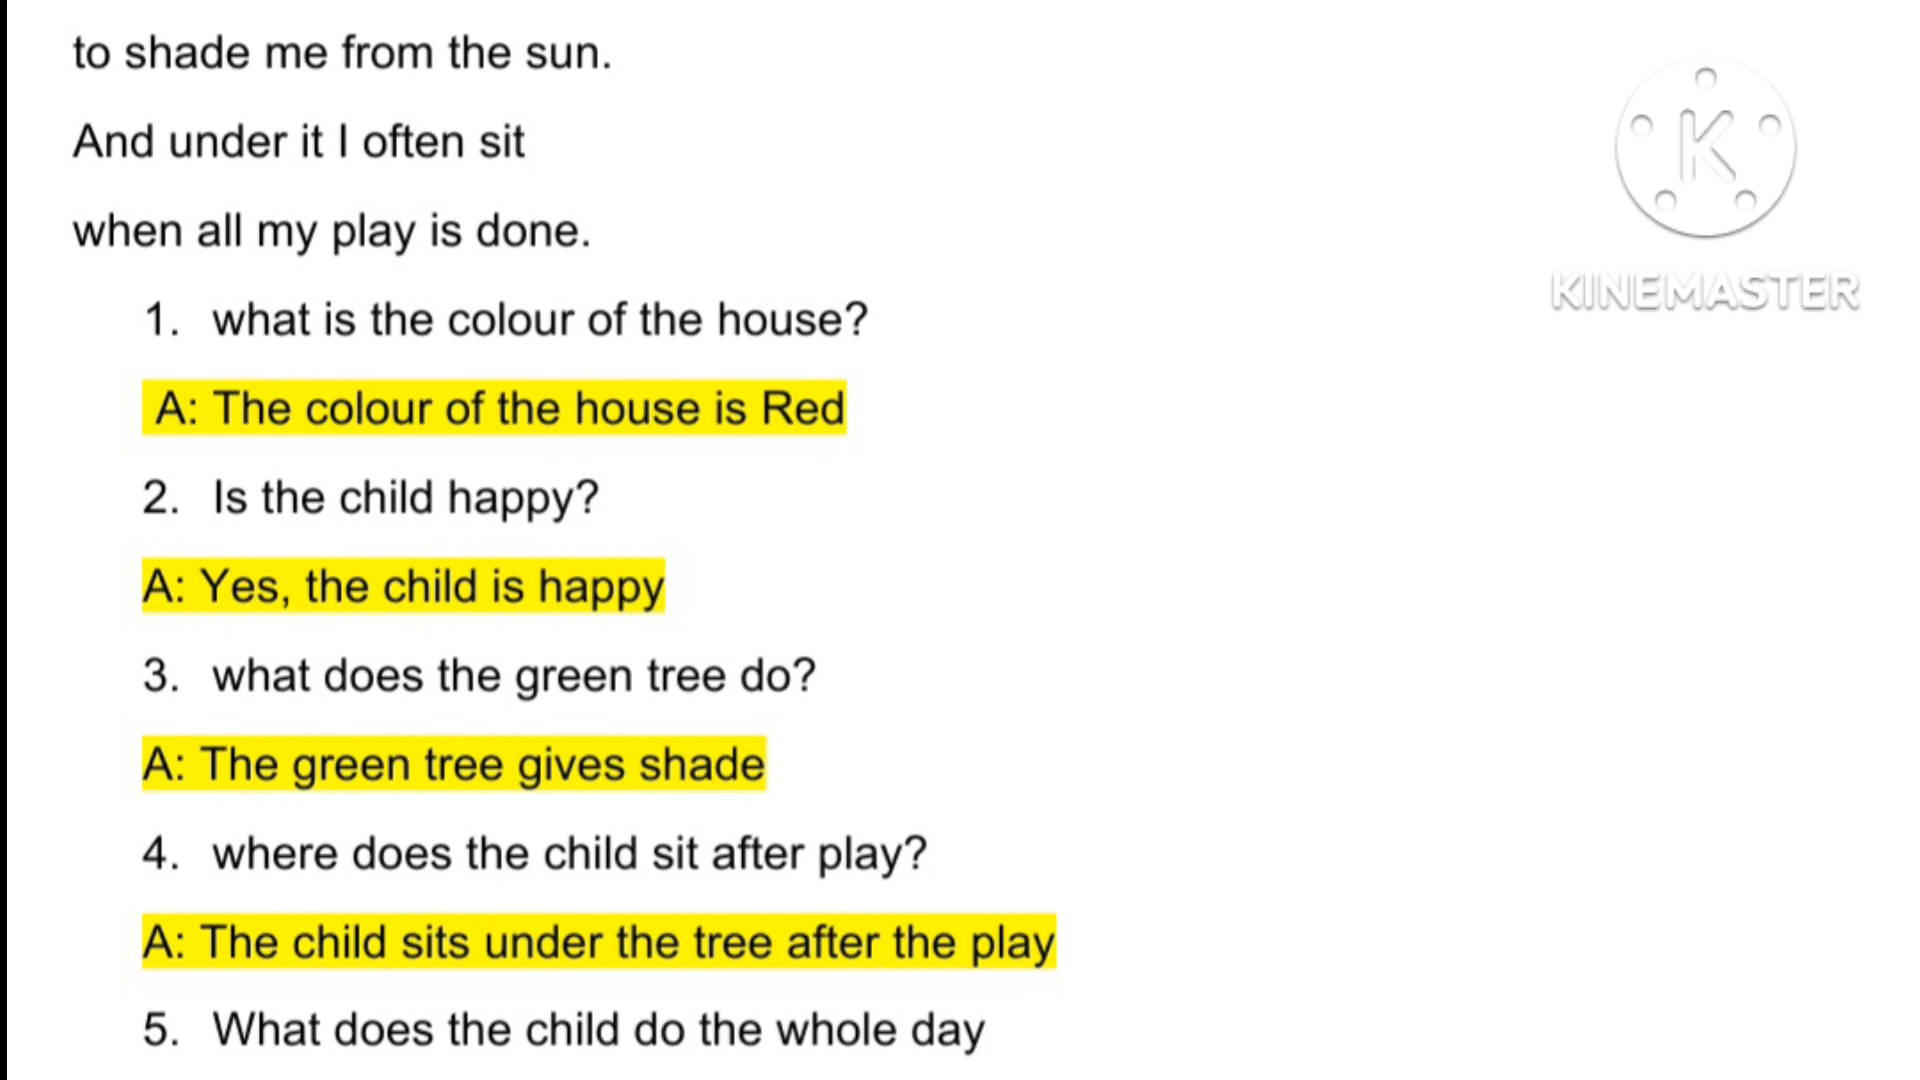 to shade me from the sun.
And under it I often sit
when all my play is done.
1. what is the colour of the house?
A: The colour of the house is Red
2. Is the child happy?
A: Yes, the child is happy
3. what does the green tree do?
A: The green tree gives shade
4. where does the child sit after play?
A: The child sits under the tree after the play
5. What does the child do the whole day
K
KINEMASTER